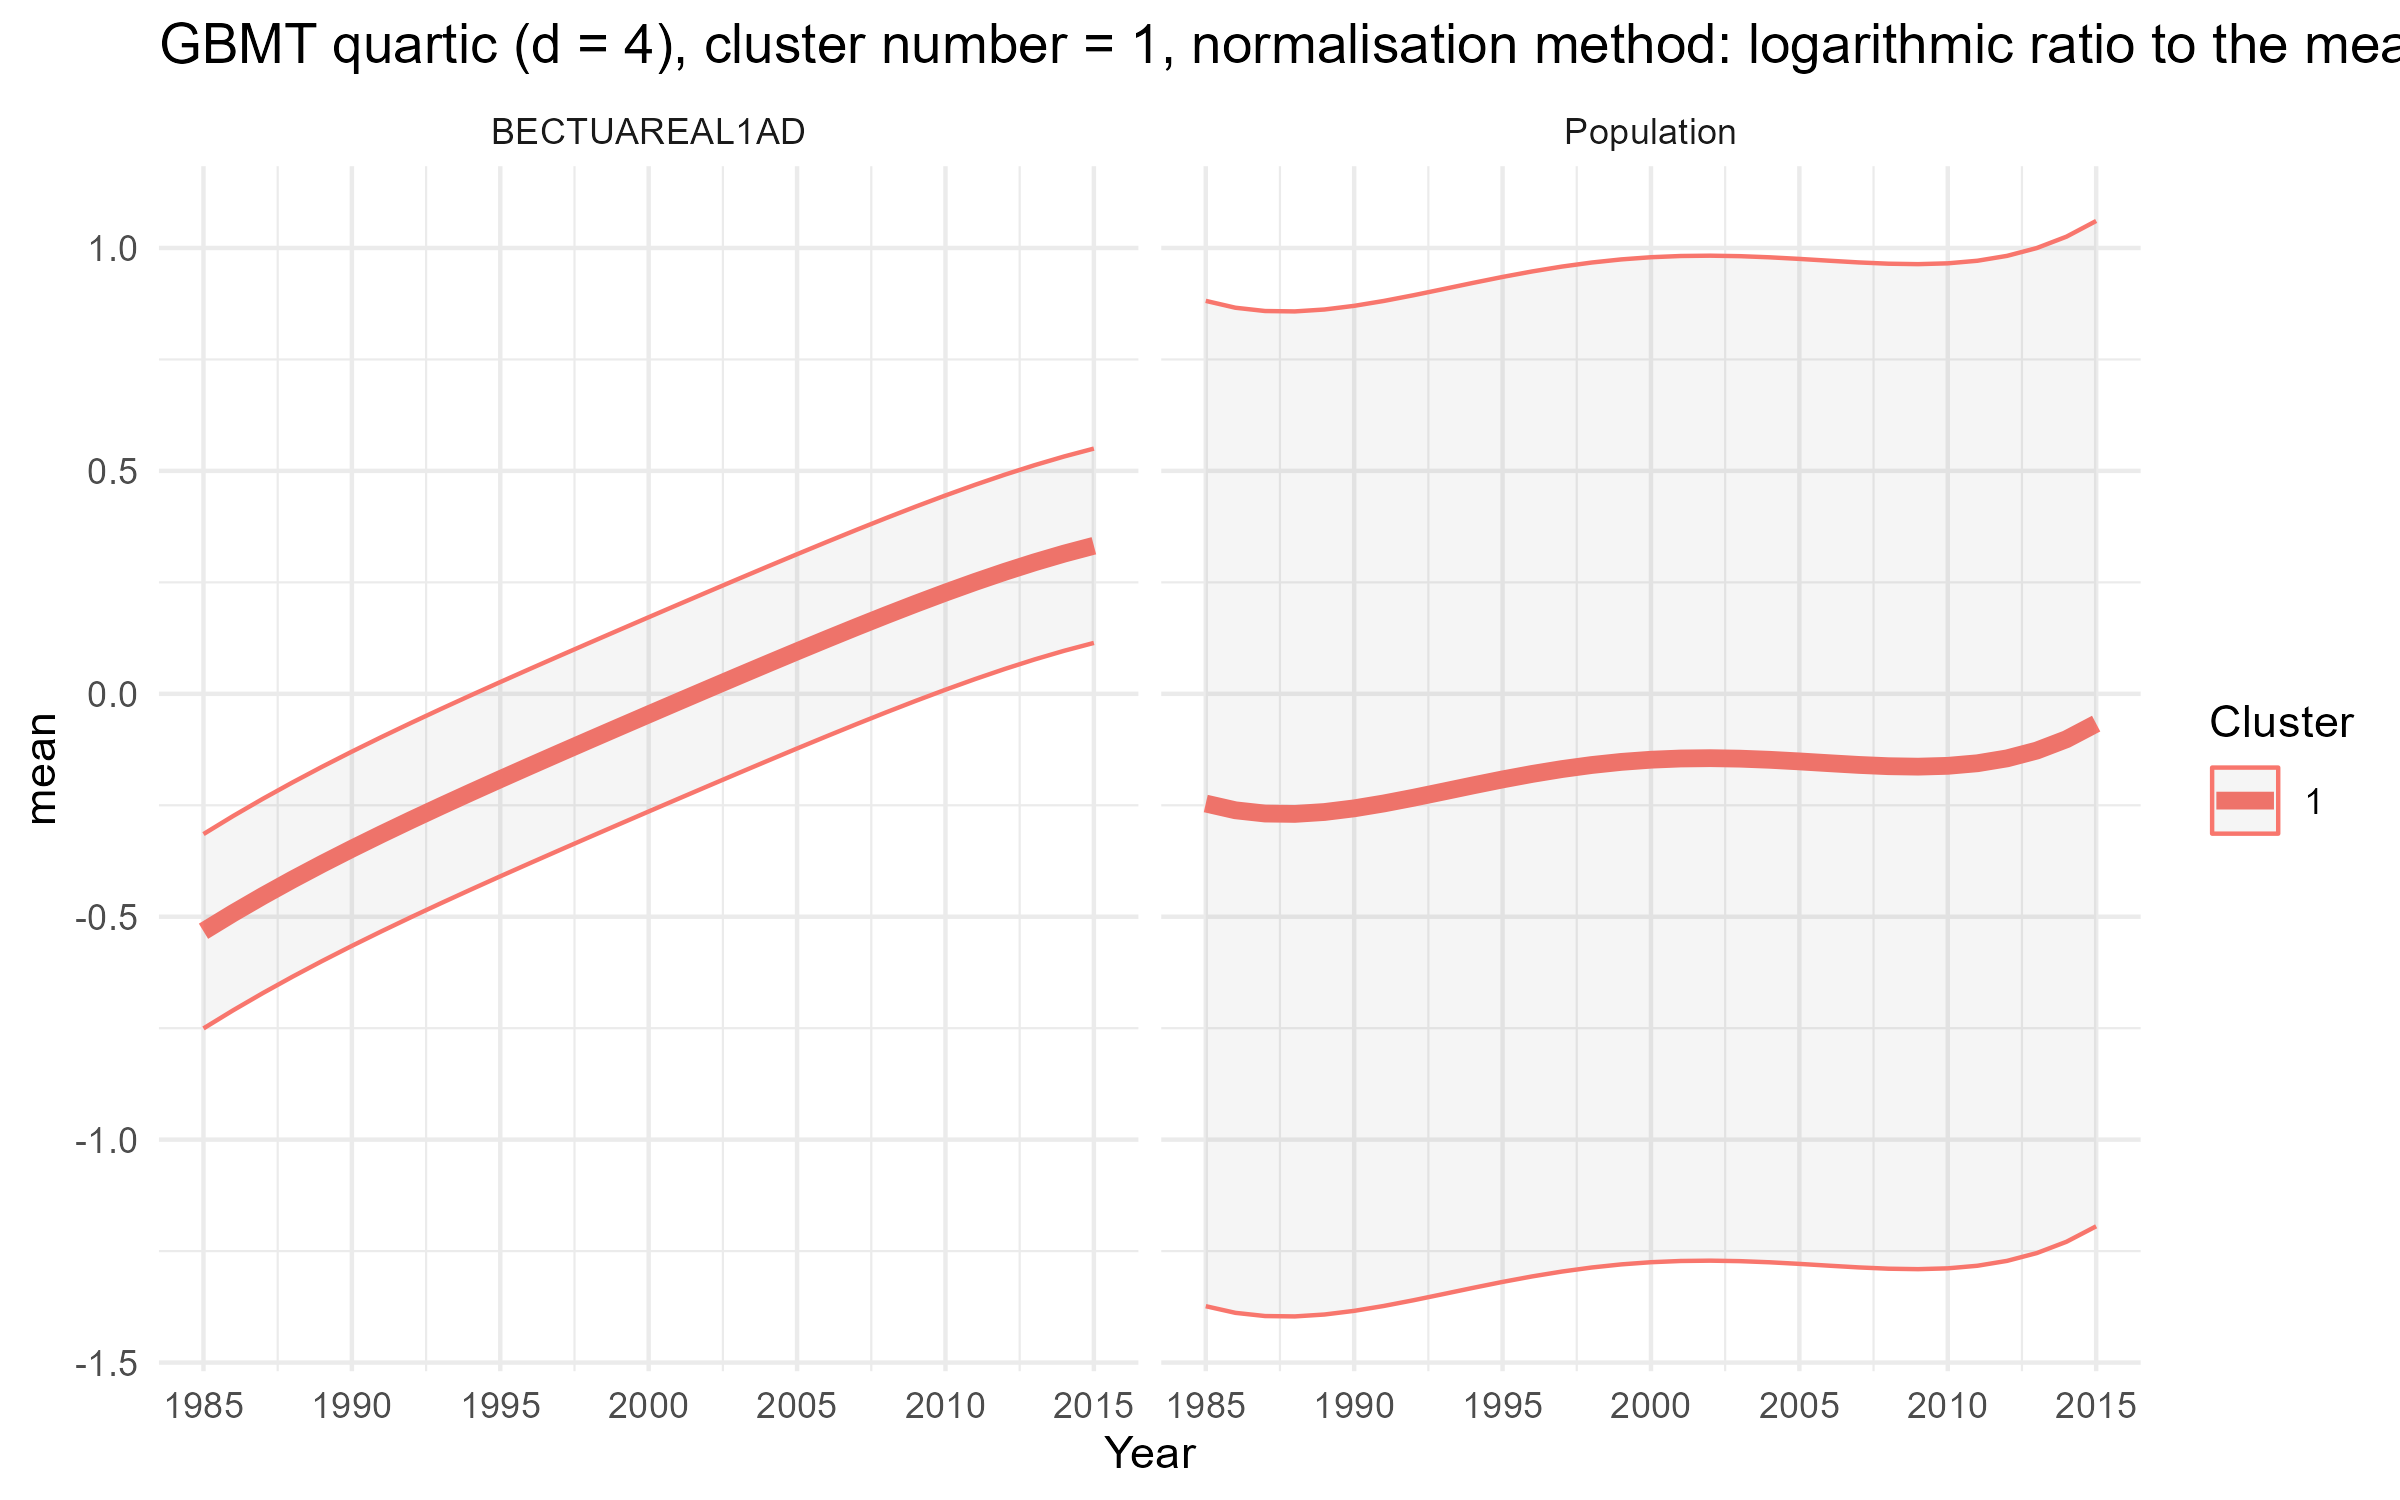 GBMT quartic (d = 4), cluster number = 1, normalisation method: logarithmic ratio to the mea
BECTUAREAL1AD
Population
1.0
0.5
0.0
-0.5
-1.0
-1.5
mean
1985 1990 1995 2000 2005 2010 2015
1985 1990 1995 2000 2005 2010 2015
Year
Cluster
1